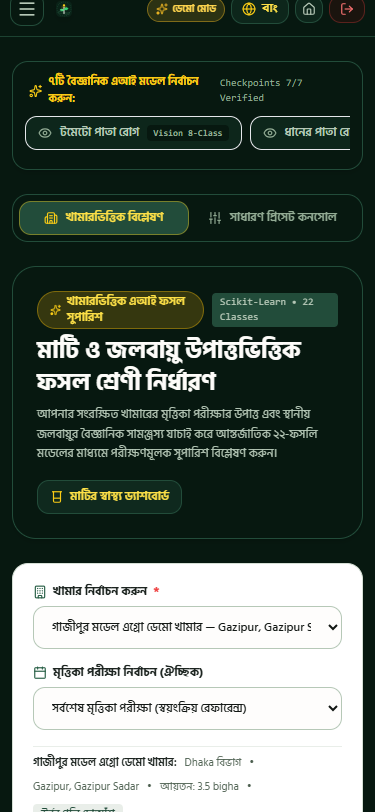 ডেমো মোড
বাং
৭টি বৈজ্ঞানিক এআই মডেল নির্বাচন
করুন:
Checkpoints 7/7
Verified
টমেটো পাতা রোগ
Vision 8-Class
ধানের পাতা রে
খামারভিত্তিক বিশ্লেষণ
সাধারণ প্রিসেট কনসোল
খামারভিত্তিক এআই ফসল
সুপারিশ
Scikit-Learn • 22
Classes
মাটি ও জলবায়ু উপাত্তভিত্তিক
ফসল শ্রেণী নির্ধারণ
আপনার সংরক্ষিত খামারের মৃত্তিকা পরীক্ষার উপাত্ত এবং স্থানীয়
জলবায়ুর বৈজ্ঞানিক সামঞ্জস্য যাচাই করে আন্তর্জাতিক ২২-ফসলি
মডেলের মাধ্যমে পরীক্ষণমূলক সুপারিশ বিশ্লেষণ করুন।
মাটির স্বাস্থ্য ড্যাশবোর্ড
খামার নির্বাচন করুন *
গাজীপুর মডেল এগ্রো ডেমো খামার — Gazipur, Gazipur S
মৃত্তিকা পরীক্ষা নির্বাচন (ঐচ্ছিক)
সর্বশেষ মৃত্তিকা পরীক্ষা (স্বয়ংক্রিয় রেফারেন্স)
গাজীপুর মডেল এগ্রো ডেমো খামার: Dhaka বিভাগ •
Gazipur, Gazipur Sadar • আয়তন: 3.5 bigha •